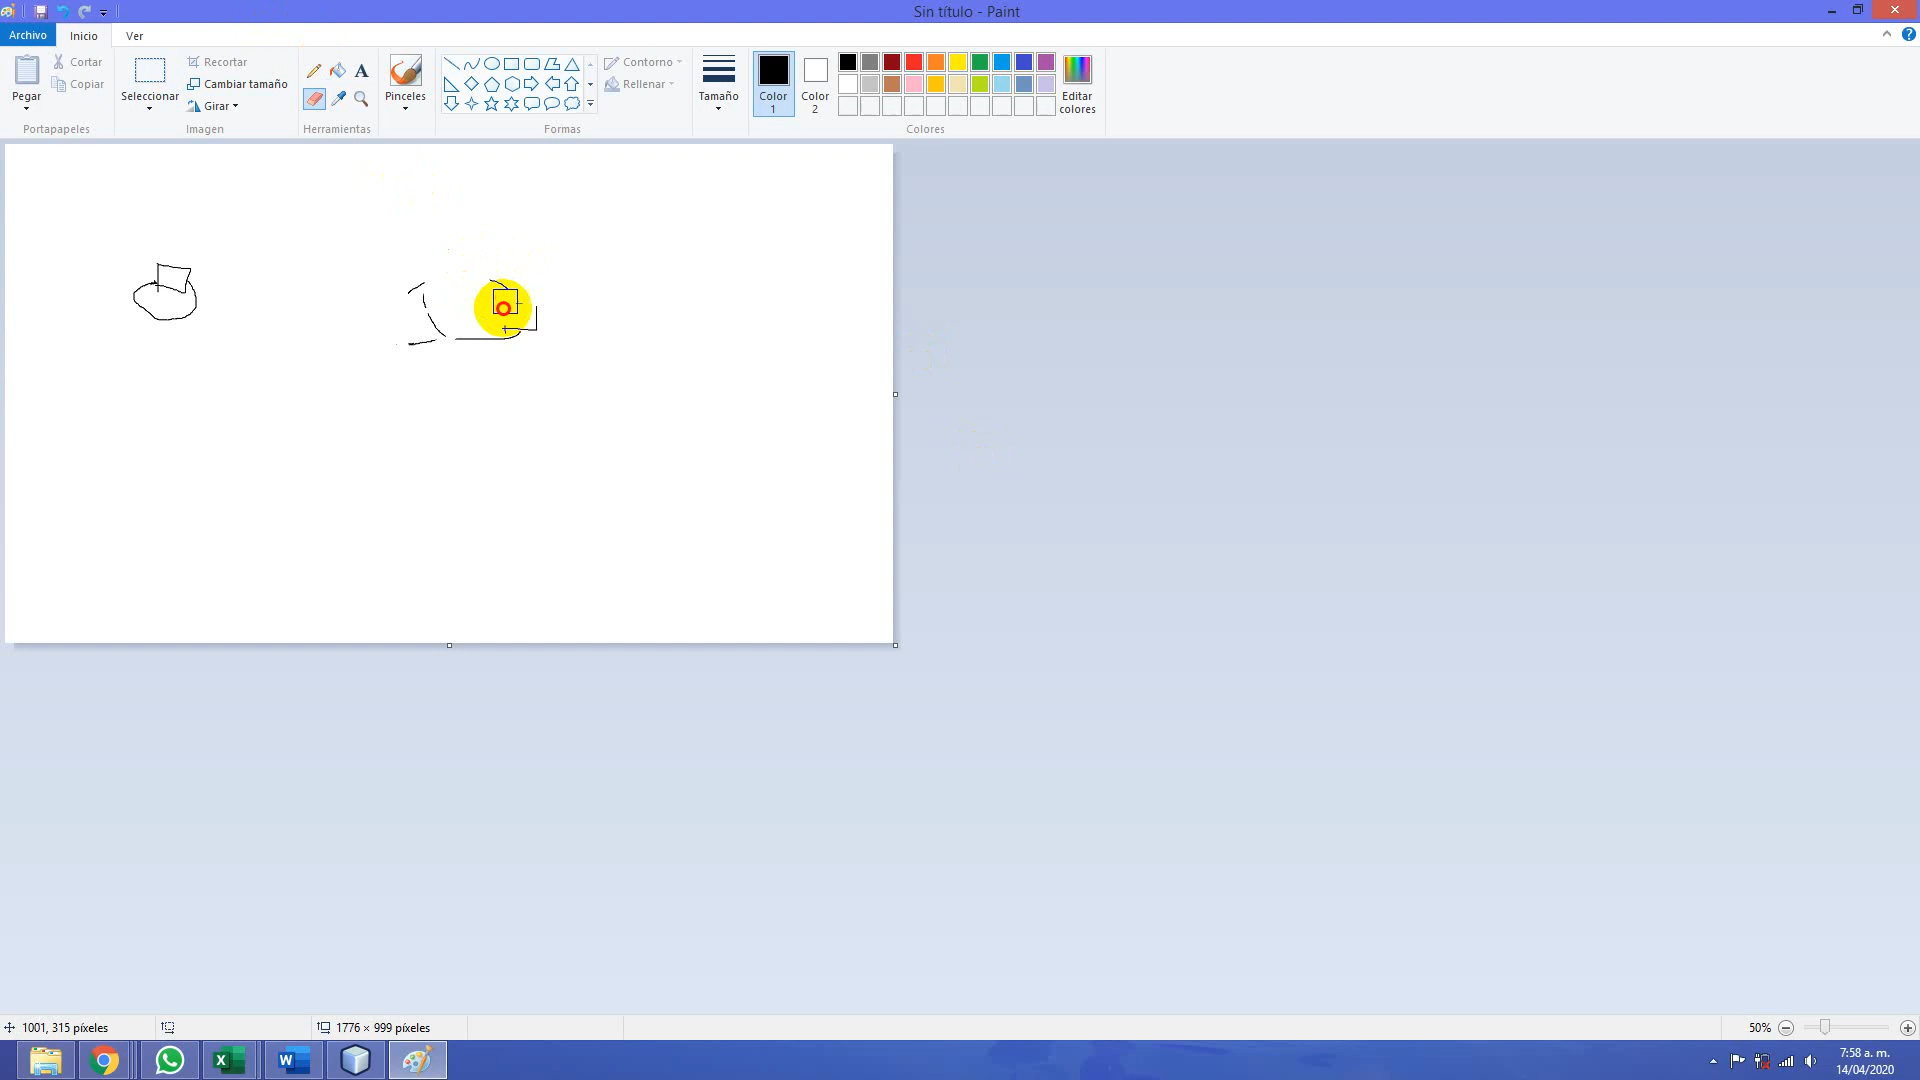 Sin título - Paint
Archivo
Inicio
Ver
Pegar
Cortar
Copiar
Portapapeles
Seleccionar
Recortar
Cambiar tamaño
Girar
Imagen
A
Herramientas
Pinceles
Contorno
Rellenar
Formas
Tamaño
Color
1
Color
2
Editar
colores
Colores
1001, 315 píxeles
1776 × 999 píxeles
50%
7:58 a. m.
14/04/2020